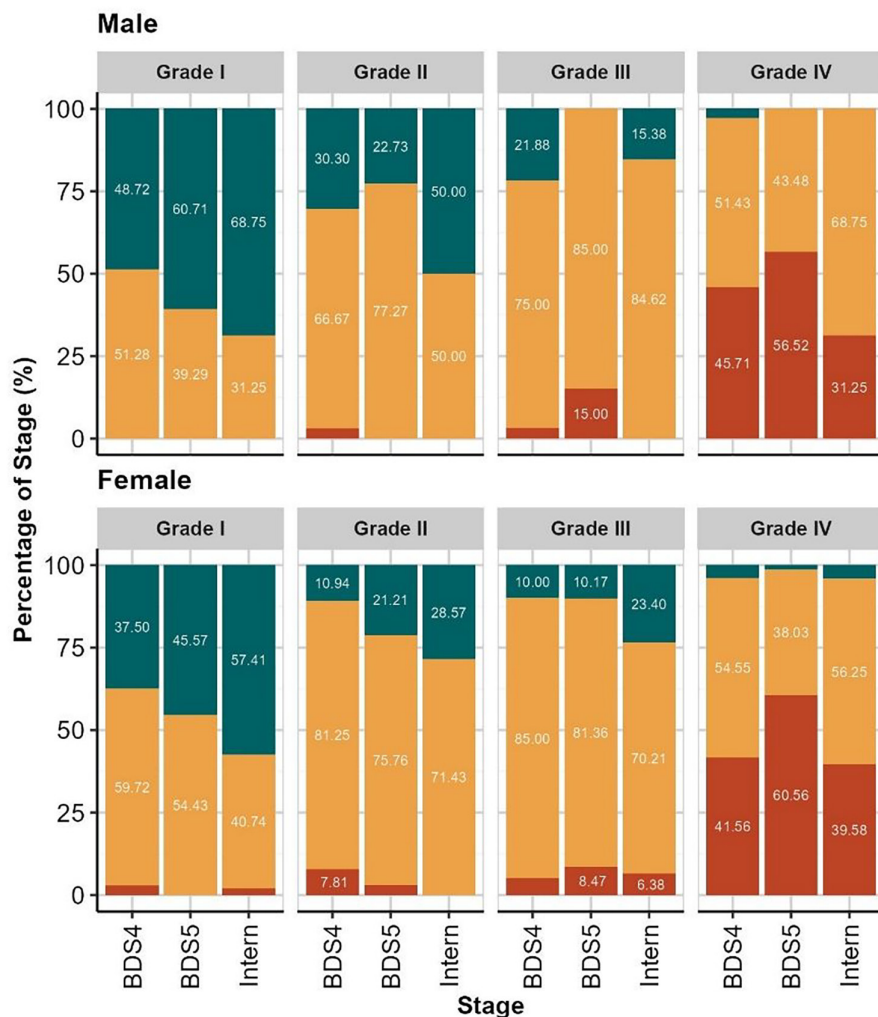 Male
Grade I Grade II Grade III Grade IV
100
48.72 60.71 68.75 30.30 22.73 50.00 21.88 15.38
75
51.43 43.48 68.75
85.00
50
66.67 77.27 75.00 84.62
51.28 39.29 31.25 50.00
25
45.71 56.52 31.25
15.00
0
Female
Grade I Grade II Grade III Grade IV
100
37.50 45.57 57.41 10.94 21.21 28.57 10.00 10.17 23.40
75
54.55 38.03 56.25
50
59.72 54.43 40.74 81.25 75.76 71.43 85.00 81.36 70.21
25
41.56 60.56 39.58
7.81 8.47 6.38
0
BDS4 BDS5 Intern BDS4 BDS5 Intern BDS4 BDS5 Intern BDS4 BDS5 Intern
Stage
Percentage of Stage (%)